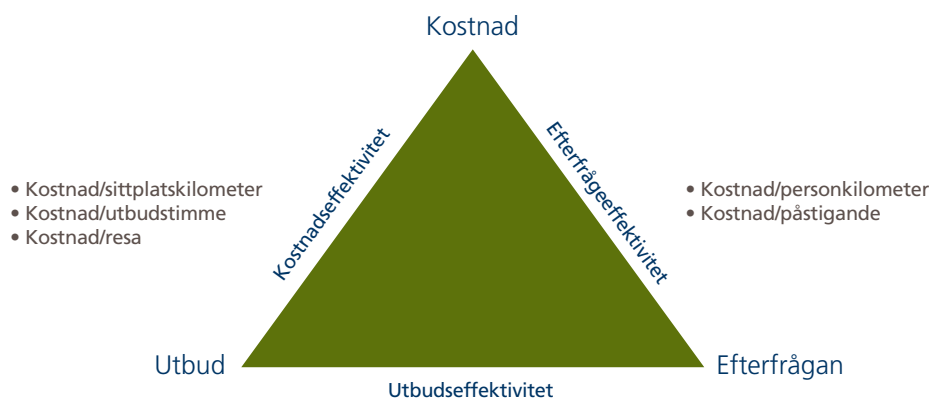 Kostnad
Kostnadseffektivitet
Efterfrågeeffektivitet
• Kostnad/sittplatskilometer
• Kostnad/utbudstimme
• Kostnad/resa
• Kostnad/personkilometer
• Kostnad/påstigande
Utbud
Efterfrågan
Utbudseffektivitet